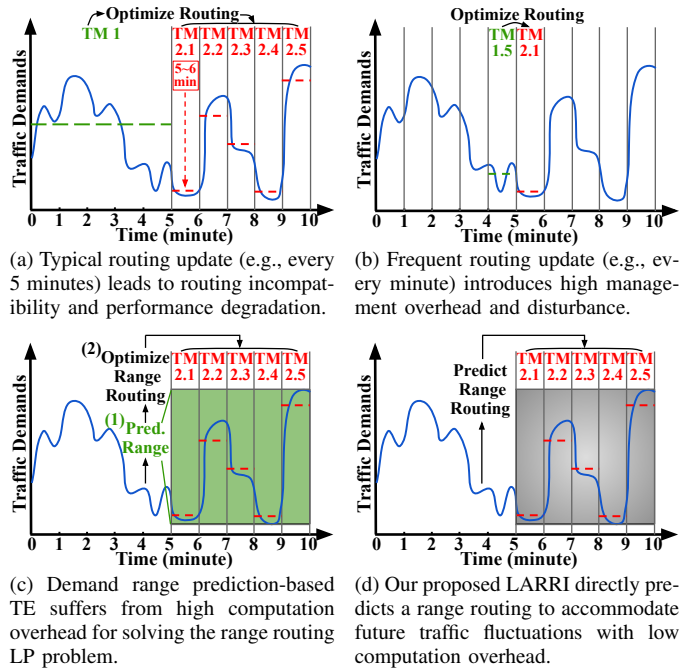 Optimize Routing
TM 1
TM TM TM TM TM
2.1 2.2 2.3 2.4 2.5
5~6
min
Traffic Demands
0 1 2 3 4 5 6 7 8 9 10
Time (minute)
(a) Typical routing update (e.g., every
5 minutes) leads to routing incompat-
ibility and performance degradation.
Optimize Routing
TM TM
1.5 2.1
Traffic Demands
0 1 2 3 4 5 6 7 8 9 10
Time (minute)
(b) Frequent routing update (e.g., ev-
ery minute) introduces high manage-
ment overhead and disturbance.
(2) Optimize
Range
Routing
TM TM TM TM TM
2.1 2.2 2.3 2.4 2.5
(1) Pred.
Range
Traffic Demands
0 1 2 3 4 5 6 7 8 9 10
Time (minute)
(c) Demand range prediction-based
TE suffers from high computation
overhead for solving the range routing
LP problem.
Predict
Range
Routing
TM TM TM TM TM
2.1 2.2 2.3 2.4 2.5
Traffic Demands
0 1 2 3 4 5 6 7 8 9 10
Time (minute)
(d) Our proposed LARRI directly pre-
dicts a range routing to accommodate
future traffic fluctuations with low
computation overhead.